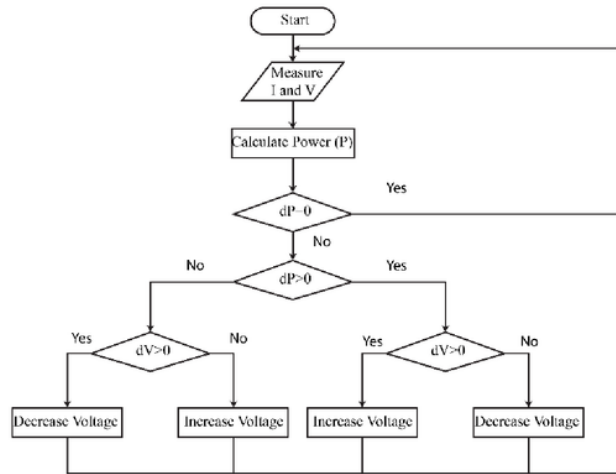 Start
Measure
I and V
Calculate Power (P)
Yes
dP=0
No
No
Yes
dP>0
Yes
No
Yes
No
dV>0
dV>0
Decrease Voltage
Increase Voltage
Increase Voltage
Decrease Voltage